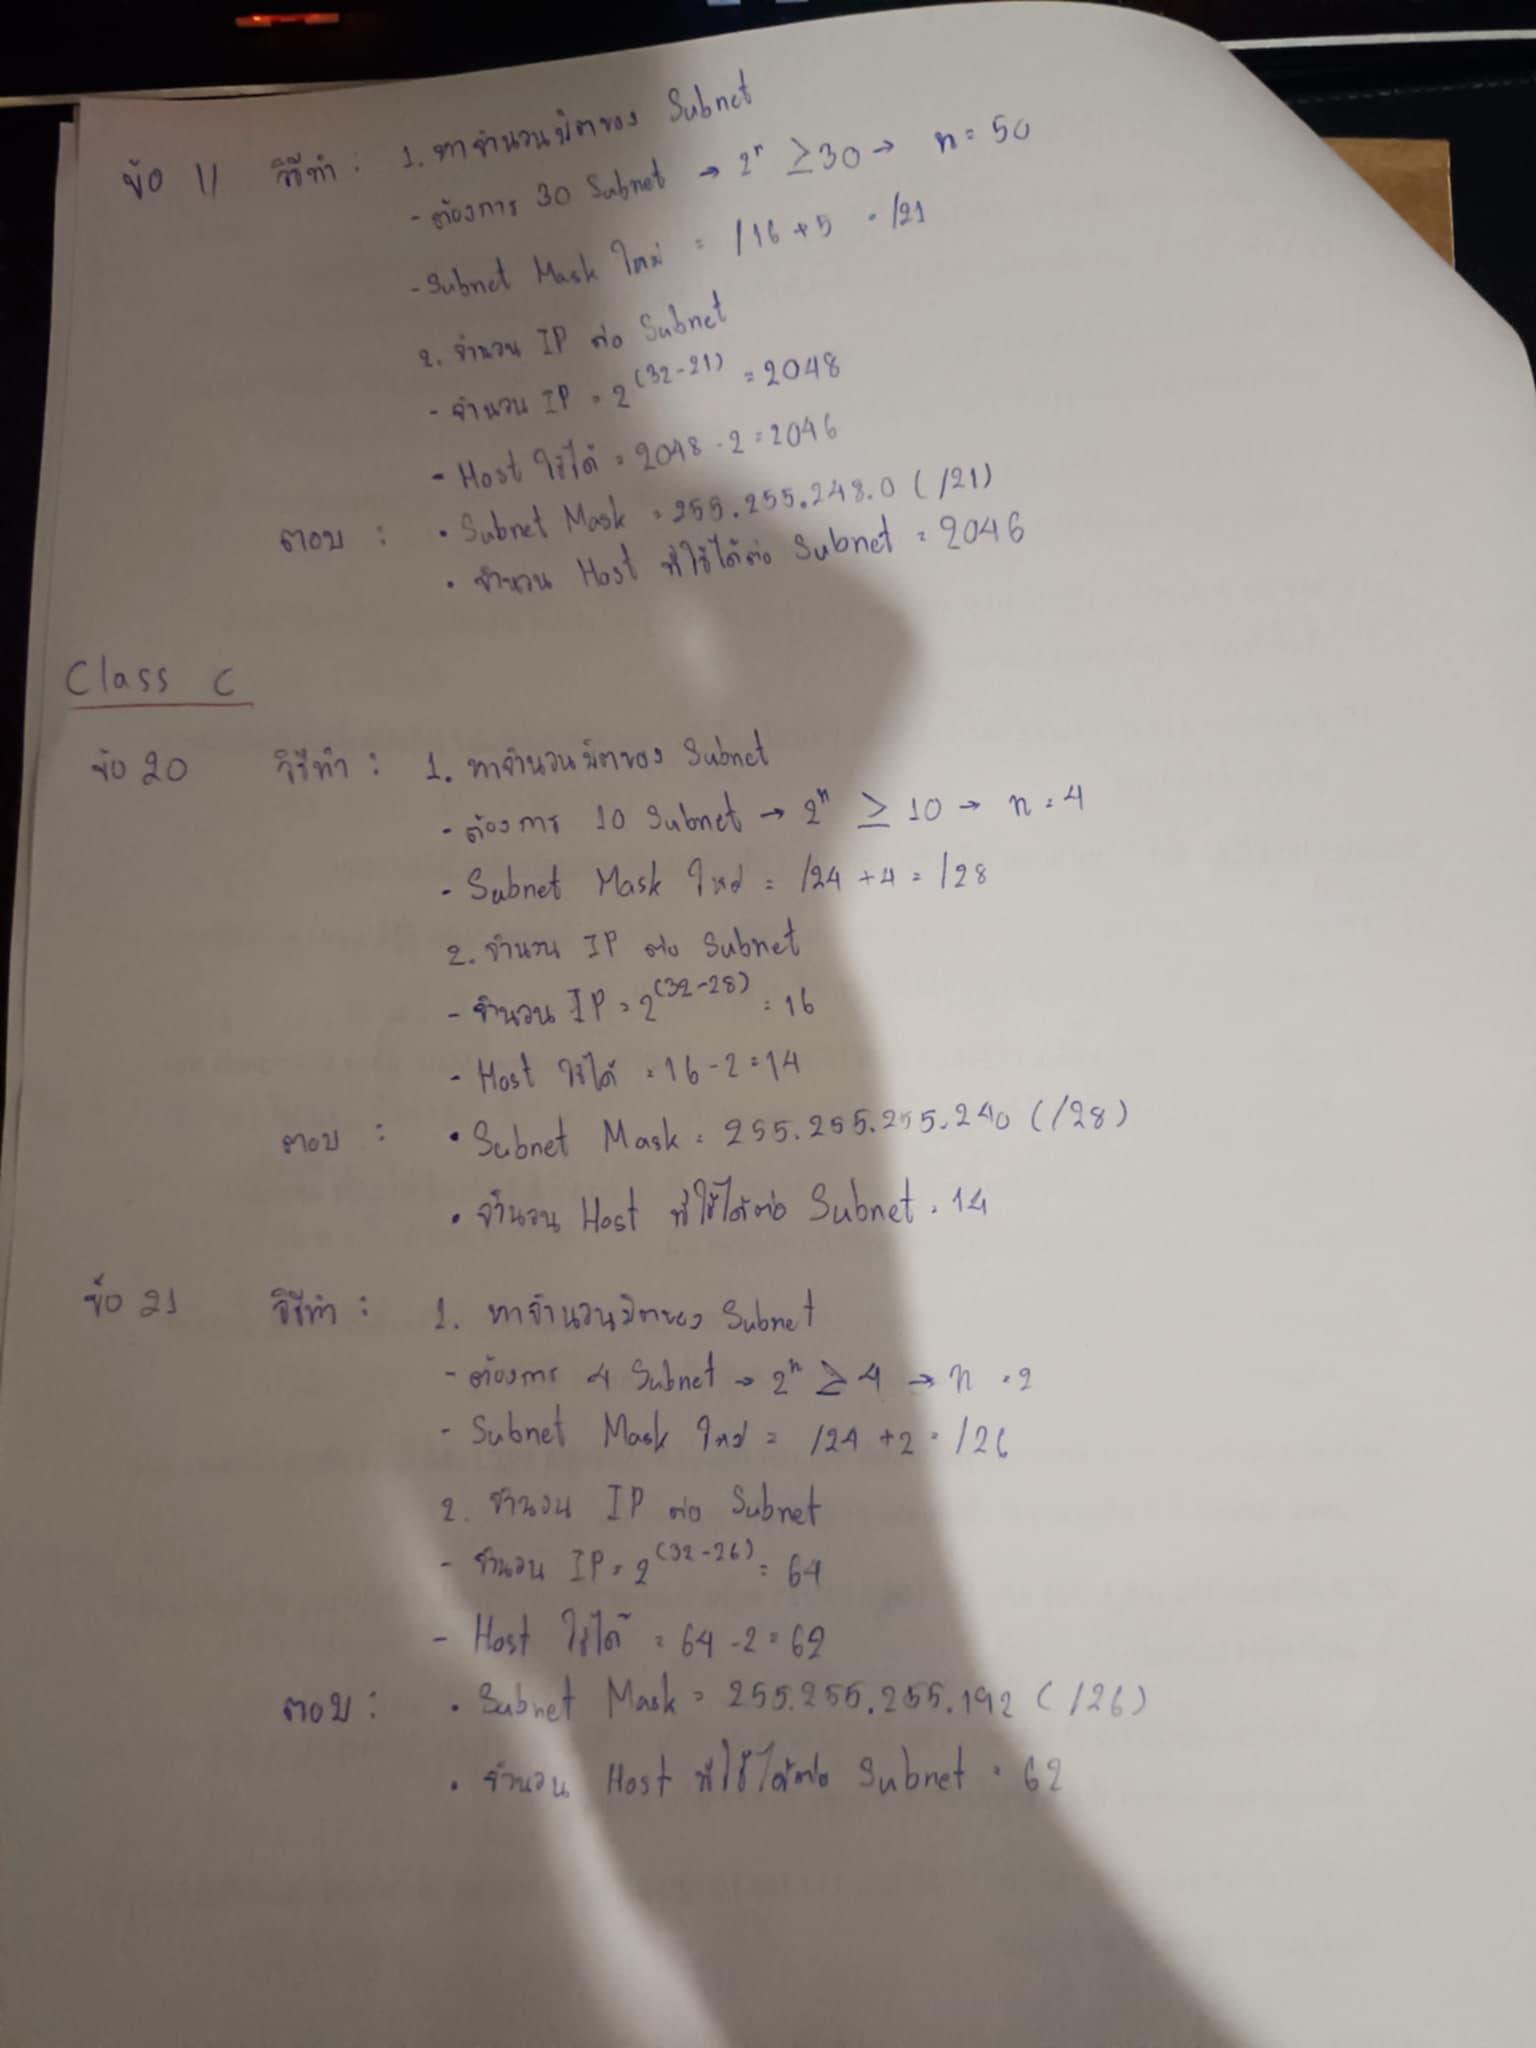 ข้อ 11 วิธีทำ : 1. หาจำนวนบิตของ Subnet
- ต้องการ 30 Subnet → 2ⁿ ≥ 30 → n = 50
- Subnet Mask ใหม่ = /16 + 5 = /21
2. จำนวน IP ต่อ Subnet
- จำนวน IP = 2^(32-21) = 2048
- Host ใช้ได้ = 2048 - 2 = 2046
ตอบ : • Subnet Mask = 255.255.248.0 (/21)
• จำนวน Host ที่ใช้ได้ต่อ Subnet = 2046
Class C
ข้อ 20 วิธีทำ : 1. หาจำนวนบิตของ Subnet
- ต้องการ 10 Subnet → 2ⁿ ≥ 10 → n = 4
- Subnet Mask ใหม่ = /24 + 4 = /28
2. จำนวน IP ต่อ Subnet
- จำนวน IP = 2^(32-28) = 16
- Host ใช้ได้ = 16 - 2 = 14
ตอบ : • Subnet Mask = 255.255.255.240 (/28)
• จำนวน Host ที่ใช้ได้ต่อ Subnet = 14
ข้อ 21 วิธีทำ : 1. หาจำนวนบิตของ Subnet
- ต้องการ 4 Subnet → 2ⁿ ≥ 4 → n = 2
- Subnet Mask ใหม่ = /24 + 2 = /26
2. จำนวน IP ต่อ Subnet
- จำนวน IP = 2^(32-26) = 64
- Host ใช้ได้ = 64 - 2 = 62
ตอบ : • Subnet Mask = 255.255.255.192 (/26)
• จำนวน Host ที่ใช้ได้ต่อ Subnet = 62